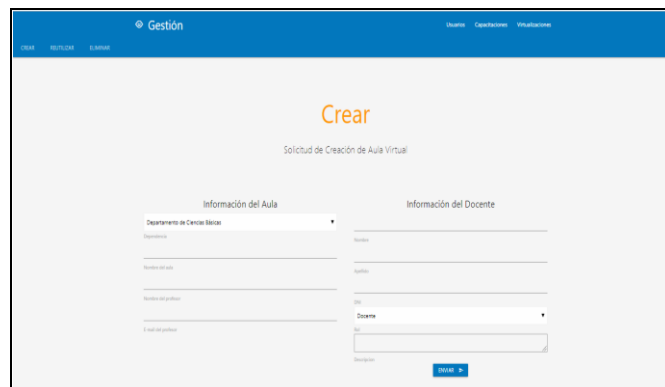 Gestión
Usuarios Capacitaciones Virtualizaciones
CREAR REUTILIZAR ELIMINAR
Crear
Solicitud de Creación de Aula Virtual
Información del Aula
Departamento de Ciencias Básicas
Dependencia
Nombre del aula
Nombre del profesor
E-mail del profesor
Información del Docente
Nombre
Apellido
Docente
Rol
Descripcion
ENVIAR